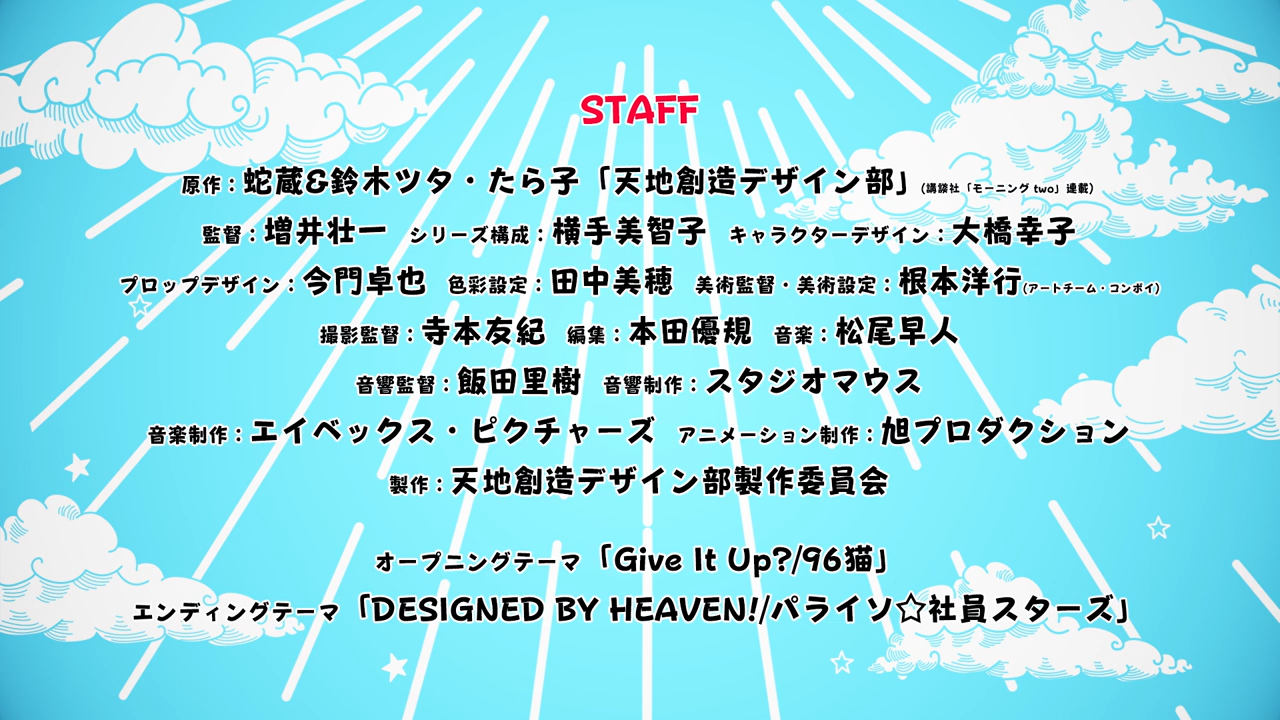 STAFF
原作：蛇蔵&鈴木ツタ・たら子「天地創造デザイン部」(講談社「モーニング two」連載)
監督：増井壮一 シリーズ構成：横手美智子 キャラクターデザイン：大橋幸子
プロップデザイン：今門卓也 色彩設定：田中美穂 美術監督・美術設定：根本洋行(アートチーム・コンボイ)
撮影監督：寺本友紀 編集：本田優規 音楽：松尾早人
音響監督：飯田里樹 音響制作：スタジオマウス
音楽制作：エイベックス・ピクチャーズ アニメーション制作：旭プロダクション
製作：天地創造デザイン部製作委員会
オープニングテーマ「Give It Up?/96猫」
エンディングテーマ「DESIGNED BY HEAVEN!/パライソ☆社員スターズ」